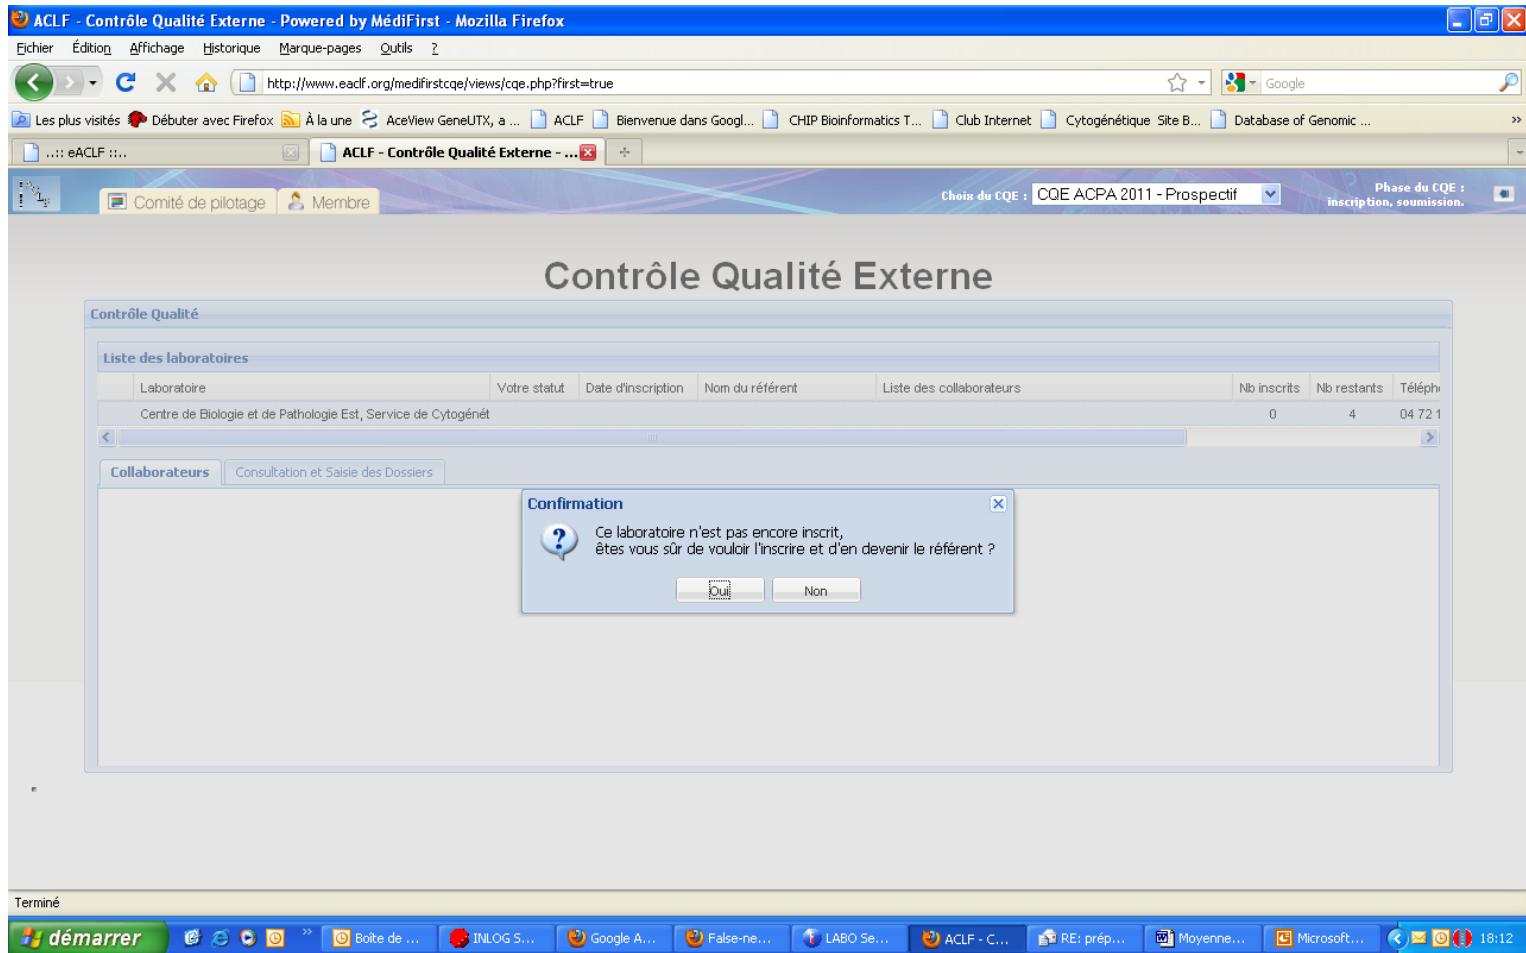 ACLF - Contrôle Qualité Externe - Powered by MédiFirst - Mozilla Firefox
Eichier Édition Affichage Historique Marque-pages Outils ?
http://www.eaclf.org/medifirstcqe/views/cqe.php?first=true
Google
Les plus visités Débuter avec Firefox À la une AceView GeneUTX, a ... ACLF Bienvenue dans Googl... CHIP Bioinformatics T... Club Internet Cytogénétique Site B... Database of Genomic ... »
..:: eACLF ::.. ACLF - Contrôle Qualité Externe - ...
Comité de pilotage Membre
Choix du CQE : CQE ACPA 2011 - Prospectif
Phase du CQE :
inscription, soumission.
Contrôle Qualité Externe
Contrôle Qualité
Liste des laboratoires
Laboratoire Votre statut Date d'inscription Nom du référent Liste des collaborateurs Nb inscrits Nb restants Télépho
Centre de Biologie et de Pathologie Est, Service de Cytogénét 0 4 04 72 1
Collaborateurs Consultation et Saisie des Dossiers
Confirmation
Ce laboratoire n'est pas encore inscrit,
êtes vous sûr de vouloir l'inscrire et d'en devenir le référent ?
Oui Non
Terminé
démarrer » Boîte de ... INLOG S... Google A... False-ne... LABO Se... ACLF - C... RE: prép... Moyenne... Microsoft... 18:12